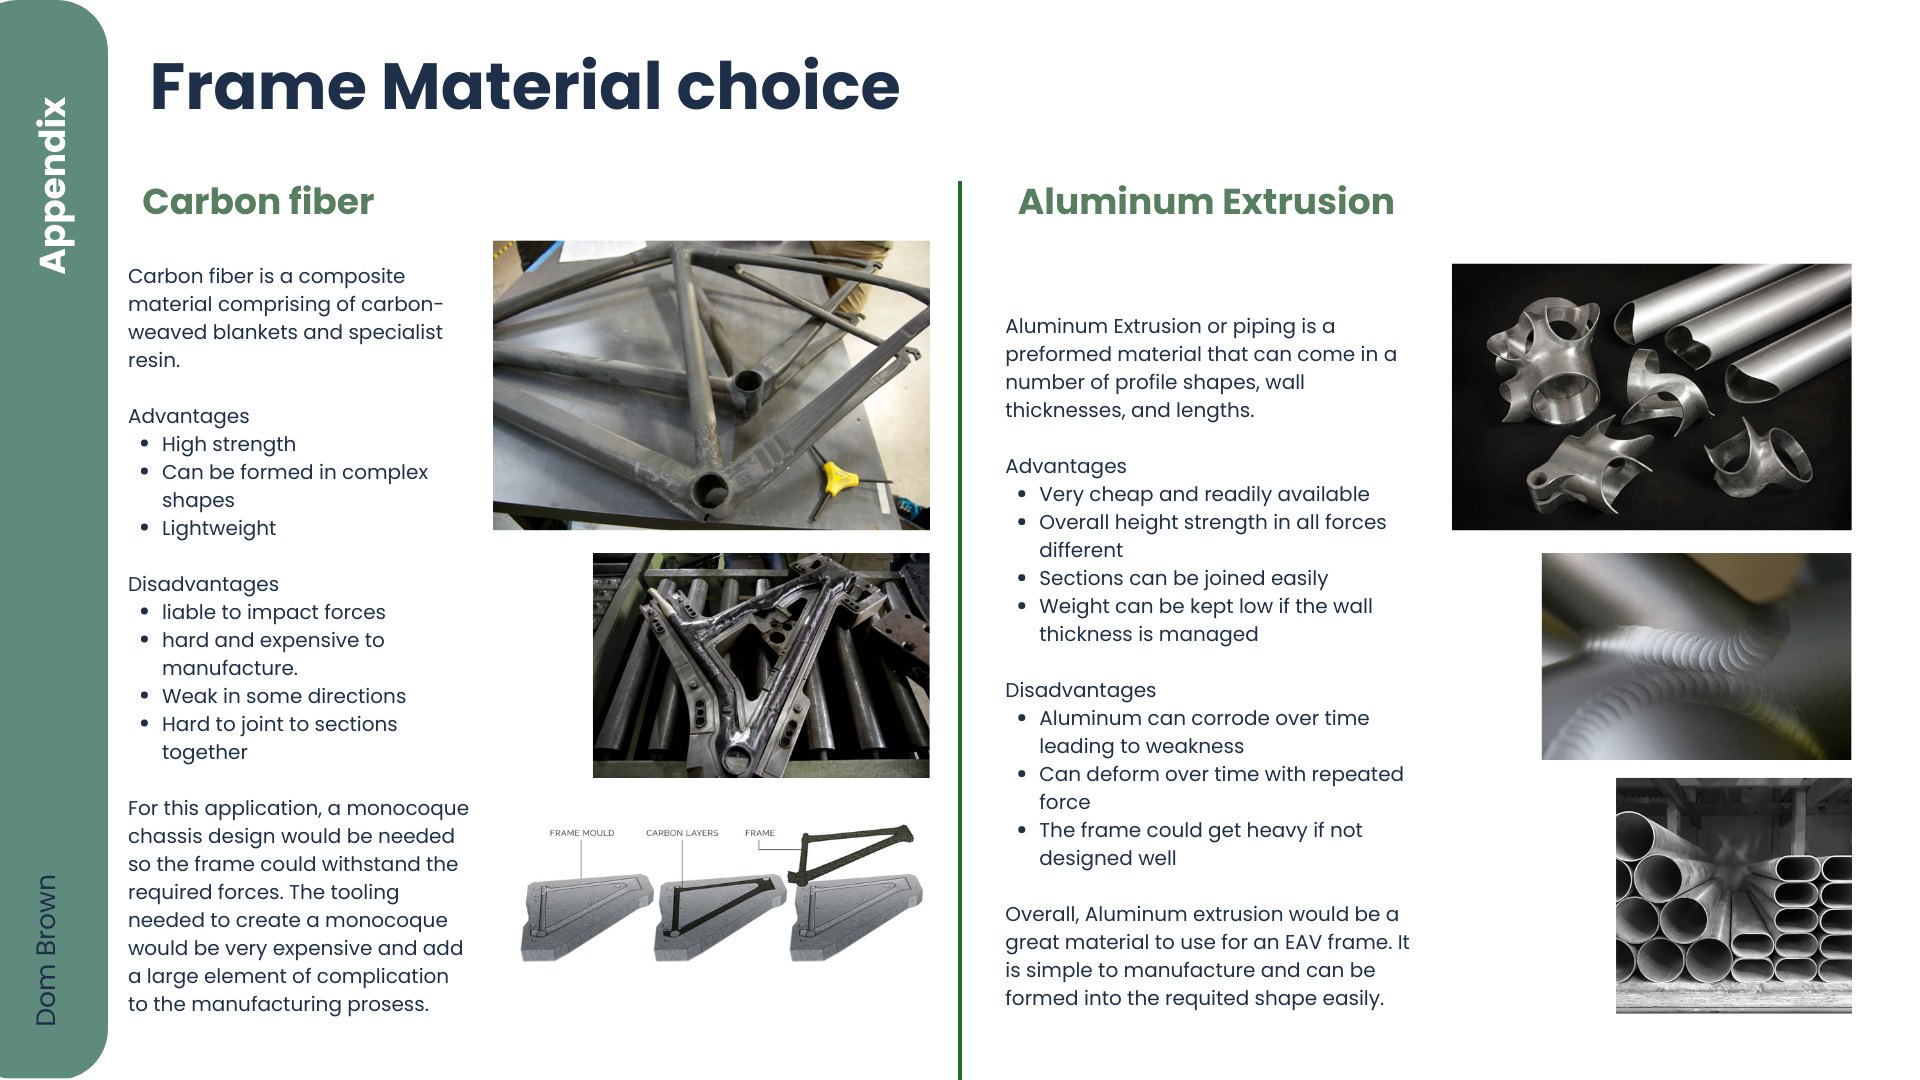 Appendix
Dom Brown
Frame Material choice
Carbon fiber
Carbon fiber is a composite
material comprising of carbon-
weaved blankets and specialist
resin.
Advantages
• High strength
• Can be formed in complex
shapes
• Lightweight
Disadvantages
• liable to impact forces
• hard and expensive to
manufacture.
• Weak in some directions
• Hard to joint to sections
together
For this application, a monocoque
chassis design would be needed
so the frame could withstand the
required forces. The tooling
needed to create a monocoque
would be very expensive and add
a large element of complication
to the manufacturing prosess.
FRAME MOULD
CARBON LAYERS
FRAME
Aluminum Extrusion
Aluminum Extrusion or piping is a
preformed material that can come in a
number of profile shapes, wall
thicknesses, and lengths.
Advantages
• Very cheap and readily available
• Overall height strength in all forces
different
• Sections can be joined easily
• Weight can be kept low if the wall
thickness is managed
Disadvantages
• Aluminum can corrode over time
leading to weakness
• Can deform over time with repeated
force
• The frame could get heavy if not
designed well
Overall, Aluminum extrusion would be a
great material to use for an EAV frame. It
is simple to manufacture and can be
formed into the requited shape easily.